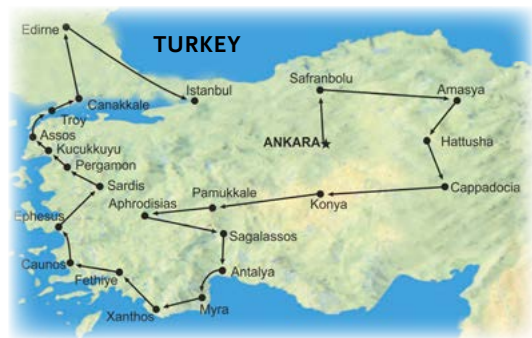 Edirne
TURKEY
Safranbolu
Amasya
Istanbul
Canakkale
Troy
ANKARA
Hattusha
Assos
Kucukkuyu
Pergamon
Sardis
Cappadocia
Pamukkale
Konya
Aphrodisias
Ephesus
Sagalassos
Caunos
Antalya
Fethiye
Myra
Xanthos